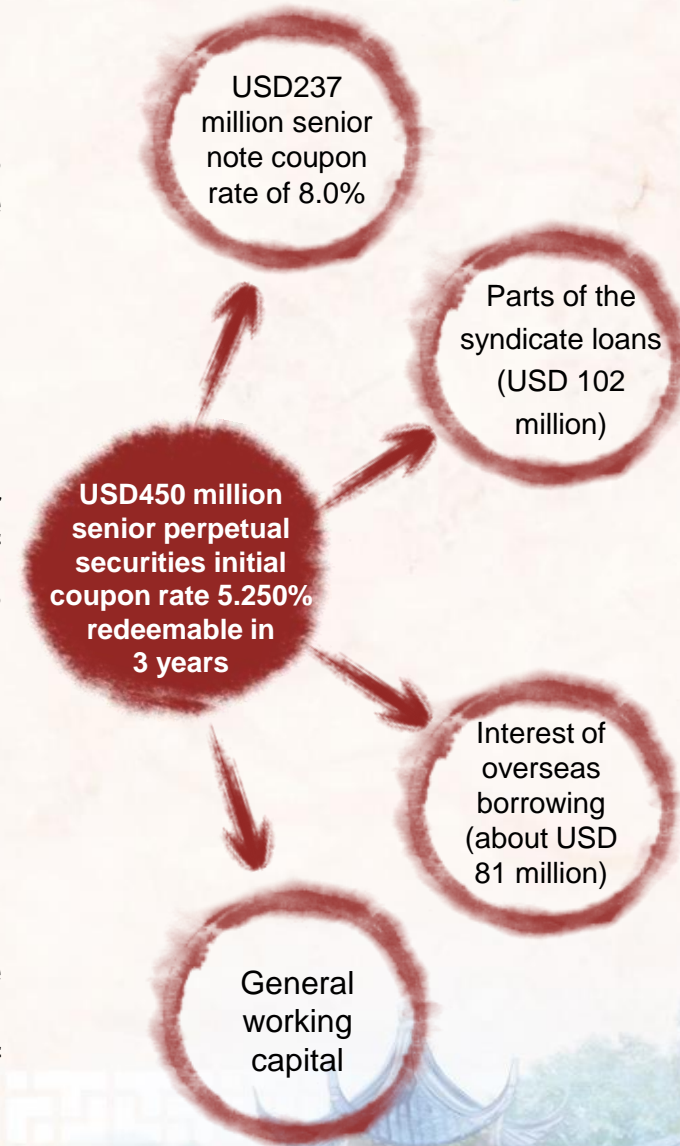 USD237
million senior
note coupon
rate of 8.0%
Parts of the
syndicate loans
(USD 102
million)
USD450 million
senior perpetual
securities initial
coupon rate 5.250%
redeemable in
3 years
Interest of
overseas
borrowing
(about USD
81 million)
General
working
capital